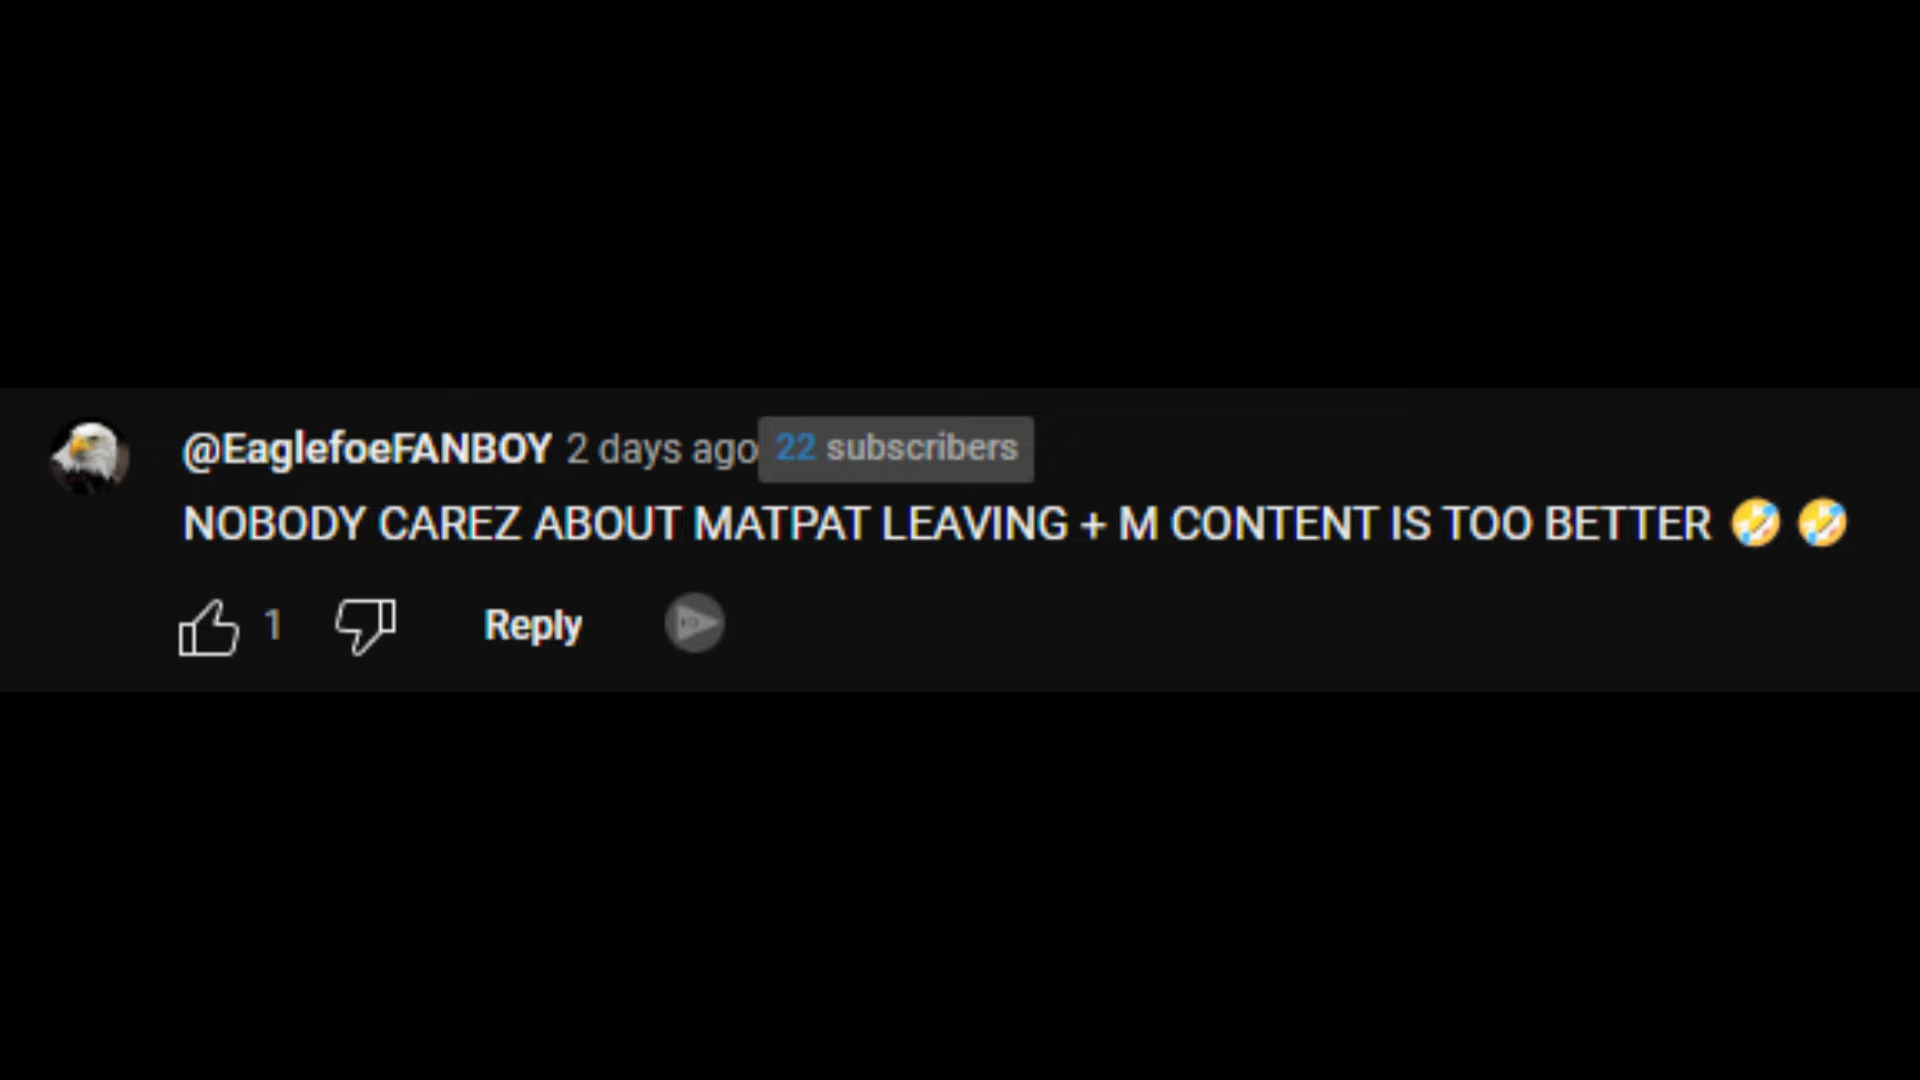 @EaglefoeFANBOY 2 days ago 22 subscribers
NOBODY CAREZ ABOUT MATPAT LEAVING + M CONTENT IS TOO BETTER 🤣 🤣
1 Reply